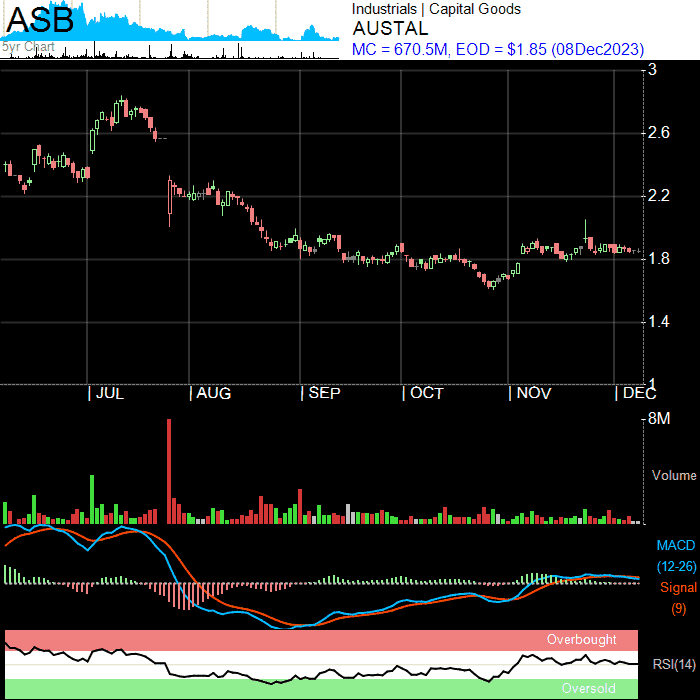 ASB
5yr Chart
Industrials | Capital Goods
AUSTAL
MC = 670.5M, EOD = $1.85 (08Dec2023)
3
2.6
2.2
1.8
1.4
1
| JUL | AUG | SEP | OCT | NOV | DEC
8M
Volume
MACD
(12-26)
Signal
(9)
Overbought
RSI(14)
Oversold